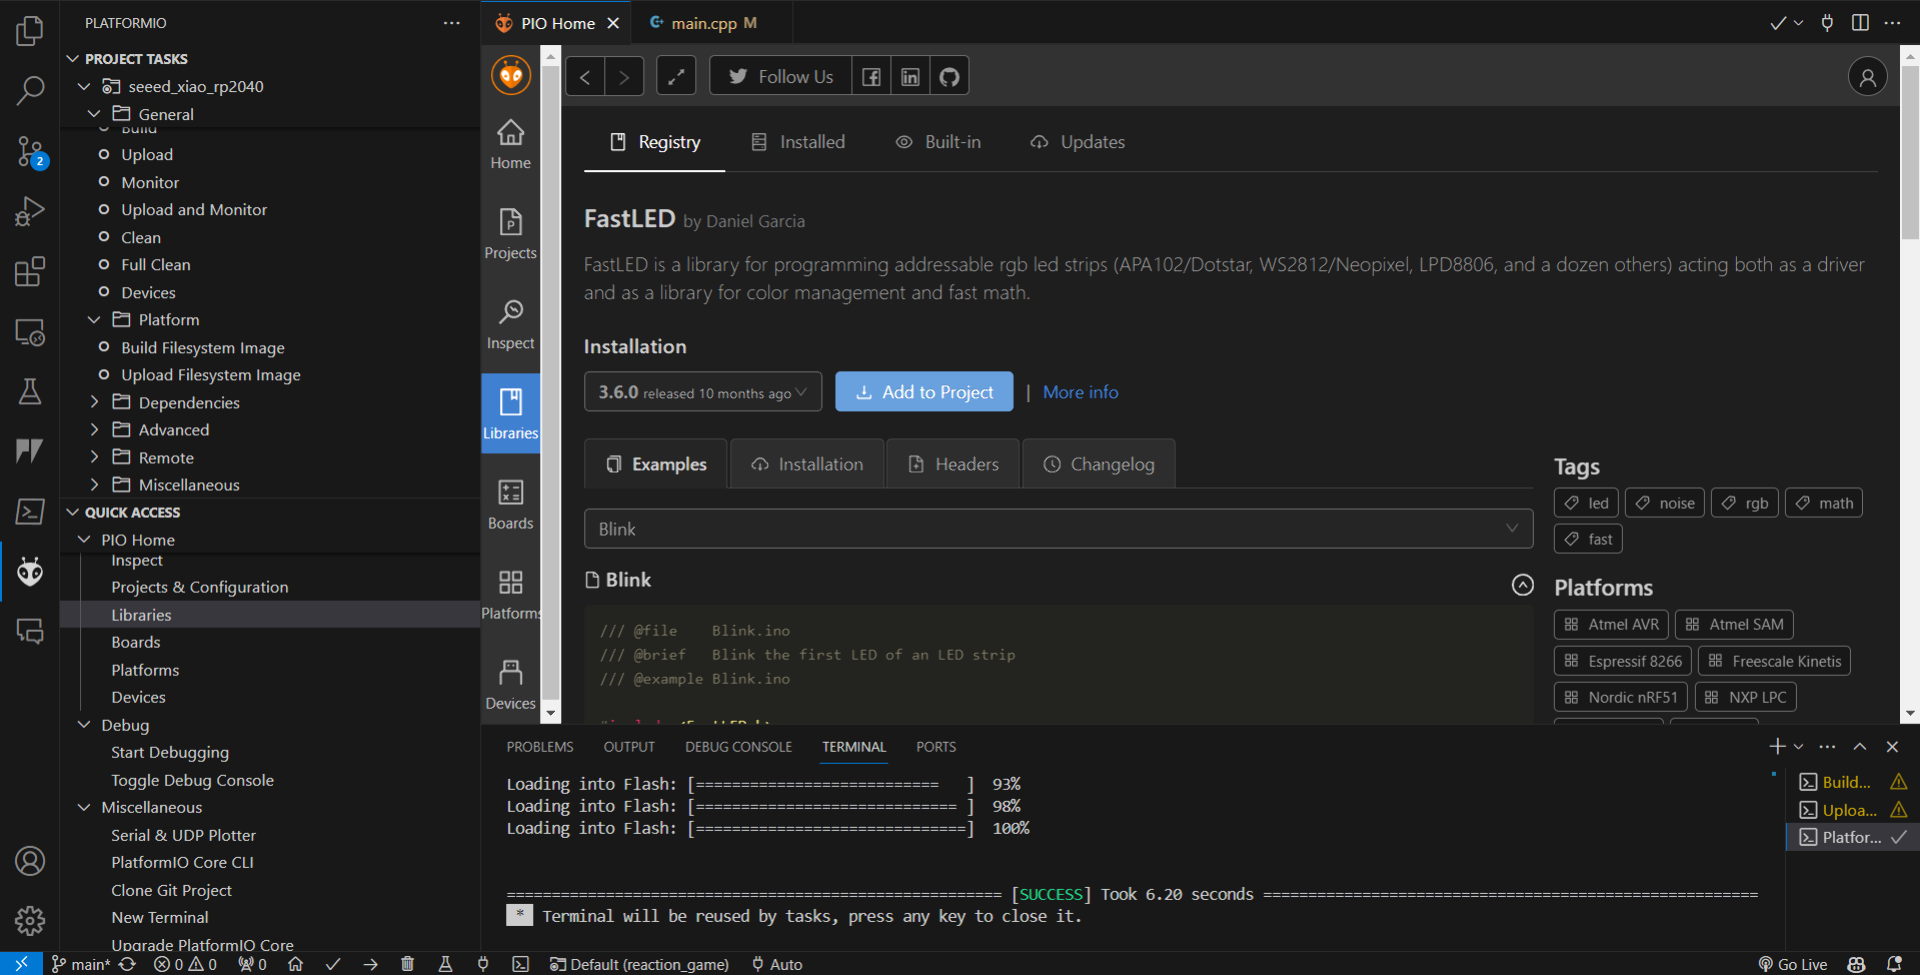 PLATFORMIO
PROJECT TASKS
seeed_xiao_rp2040
General
Build
Upload
Monitor
Upload and Monitor
Clean
Full Clean
Devices
Platform
Build Filesystem Image
Upload Filesystem Image
Dependencies
Advanced
Remote
Miscellaneous
QUICK ACCESS
PIO Home
Inspect
Projects & Configuration
Libraries
Boards
Platforms
Devices
Debug
Start Debugging
Toggle Debug Console
Miscellaneous
Serial & UDP Plotter
PlatformIO Core CLI
Clone Git Project
New Terminal
Upgrade PlatformIO Core
2
PIO Home
main.cpp M
Home
Projects
Inspect
Libraries
Boards
Platforms
Devices
Follow Us
Registry
Installed
Built-in
Updates
FastLED by Daniel Garcia
FastLED is a library for programming addressable rgb led strips (APA102/Dotstar, WS2812/Neopixel, LPD8806, and a dozen others) acting both as a driver
and as a library for color management and fast math.
Installation
3.6.0 released 10 months ago
Add to Project
| More info
Examples
Installation
Headers
Changelog
Blink
Blink
/// @file    Blink.ino
/// @brief   Blink the first LED of an LED strip
/// @example Blink.ino
#include <FastLED.h>
Tags
led
noise
rgb
math
fast
Platforms
Atmel AVR
Atmel SAM
Espressif 8266
Freescale Kinetis
Nordic nRF51
NXP LPC
PROBLEMS
OUTPUT
DEBUG CONSOLE
TERMINAL
PORTS
Loading into Flash: [===========================   ]  93%
Loading into Flash: [============================= ]  98%
Loading into Flash: [==============================]  100%
======================================================= [SUCCESS] Took 6.20 seconds =======================================================
* Terminal will be reused by tasks, press any key to close it.
Build...
Uploa...
Platfor...
main*
0
0
0
Default (reaction_game)
Auto
Go Live